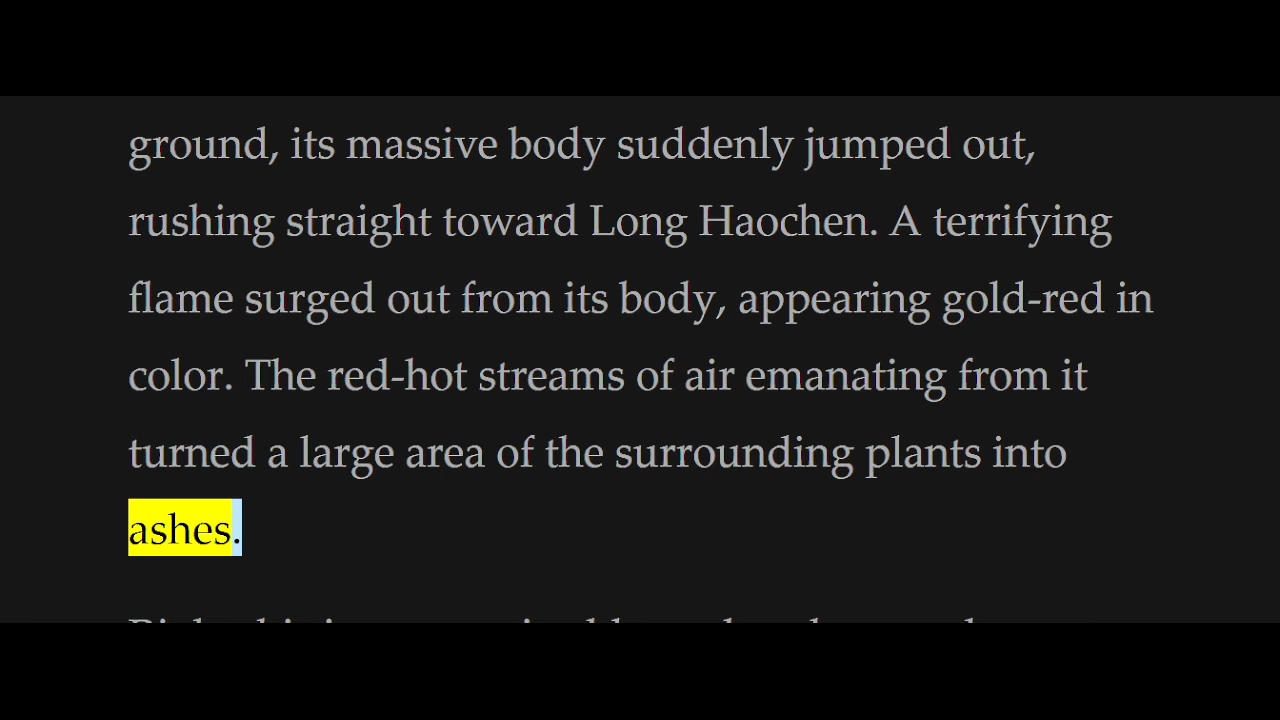 ground, its massive body suddenly jumped out,
rushing straight toward Long Haochen. A terrifying
flame surged out from its body, appearing gold-red in
color. The red-hot streams of air emanating from it
turned a large area of the surrounding plants into
ashes.